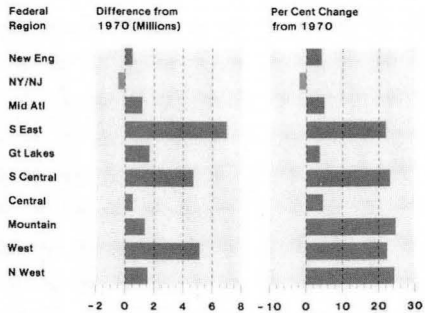 Federal Region
Difference from 1970 (Millions)
Per Cent Change from 1970
New Eng
NY/NJ
Mid Atl
S East
Gt Lakes
S Central
Central
Mountain
West
N West
-2 0 2 4 6 8
-10 0 10 20 30